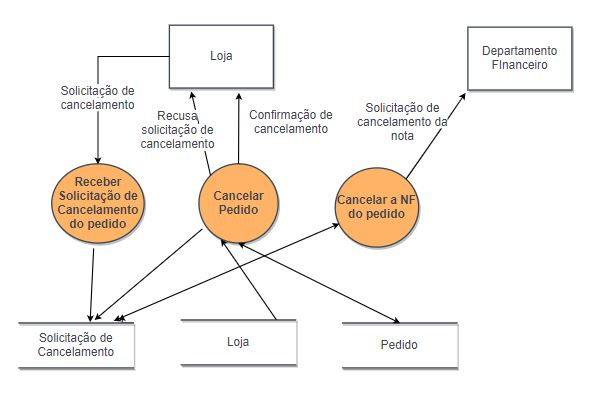 Loja
Departamento
FInanceiro
Solicitação de
cancelamento
Recusa
solicitação de
cancelamento
Confirmação de
cancelamento
Solicitação de
cancelamento da
nota
Receber
Solicitação de
Cancelamento
do pedido
Cancelar
Pedido
Cancelar a NF
do pedido
Solicitação de
Cancelamento
Loja
Pedido